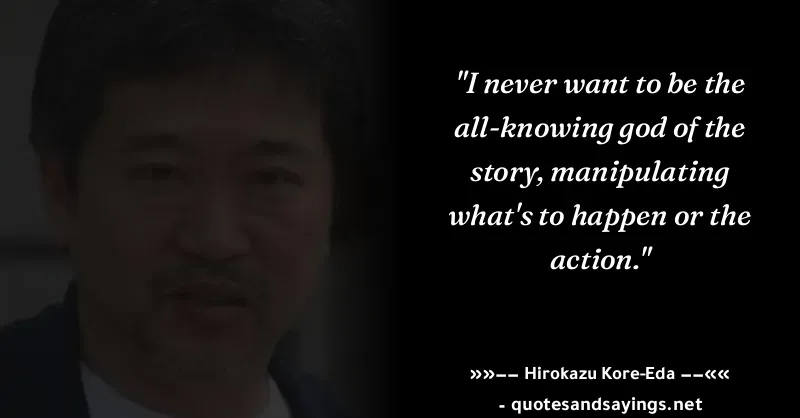 "I never want to be the
all-knowing god of the
story, manipulating
what's to happen or the
action."
»»−− Hirokazu Kore-Eda −−««
- quotesandsayings.net